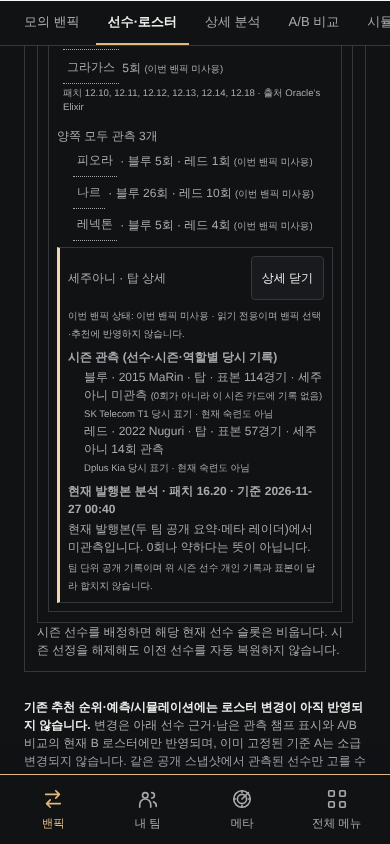 모의 밴픽 선수·로스터 상세 분석 A/B 비교 시뮬
그라가스 5회 (이번 밴픽 미사용)
패치 12.10, 12.11, 12.12, 12.13, 12.14, 12.18 · 출처 Oracle's
Elixir
양쪽 모두 관측 3개
피오라 · 블루 5회 · 레드 1회 (이번 밴픽 미사용)
나르 · 블루 26회 · 레드 10회 (이번 밴픽 미사용)
레넥톤 · 블루 5회 · 레드 4회 (이번 밴픽 미사용)
세주아니 · 탑 상세 상세 닫기
이번 밴픽 상태: 이번 밴픽 미사용 · 읽기 전용이며 밴픽 선택
·추천에 반영하지 않습니다.
시즌 관측 (선수·시즌·역할별 당시 기록)
블루 · 2015 MaRin · 탑 · 표본 114경기 · 세주
아니 미관측 (0회가 아니라 이 시즌 카드에 기록 없음)
SK Telecom T1 당시 표기 · 현재 숙련도 아님
레드 · 2022 Nuguri · 탑 · 표본 57경기 · 세주
아니 14회 관측
Dplus Kia 당시 표기 · 현재 숙련도 아님
현재 발행본 분석 · 패치 16.20 · 기준 2026-11-
27 00:40
현재 발행본(두 팀 공개 요약·메타 레이더)에서
미관측입니다. 0회나 약하다는 뜻이 아닙니다.
팀 단위 공개 기록이며 위 시즌 선수 개인 기록과 표본이 달
라 합치지 않습니다.
시즌 선수를 배정하면 해당 현재 선수 슬롯은 비웁니다. 시
즌 선정을 해제해도 이전 선수를 자동 복원하지 않습니다.
기존 추천 순위·예측/시뮬레이션에는 로스터 변경이 아직 반영되
지 않습니다. 변경은 아래 선수 근거·남은 관측 챔프 표시와 A/B
비교의 현재 B 로스터에만 반영되며, 이미 고정된 기준 A는 소급
변경되지 않습니다. 같은 공개 스냅샷에서 관측된 선수만 고를 수
밴픽 내 팀 메타 전체 메뉴